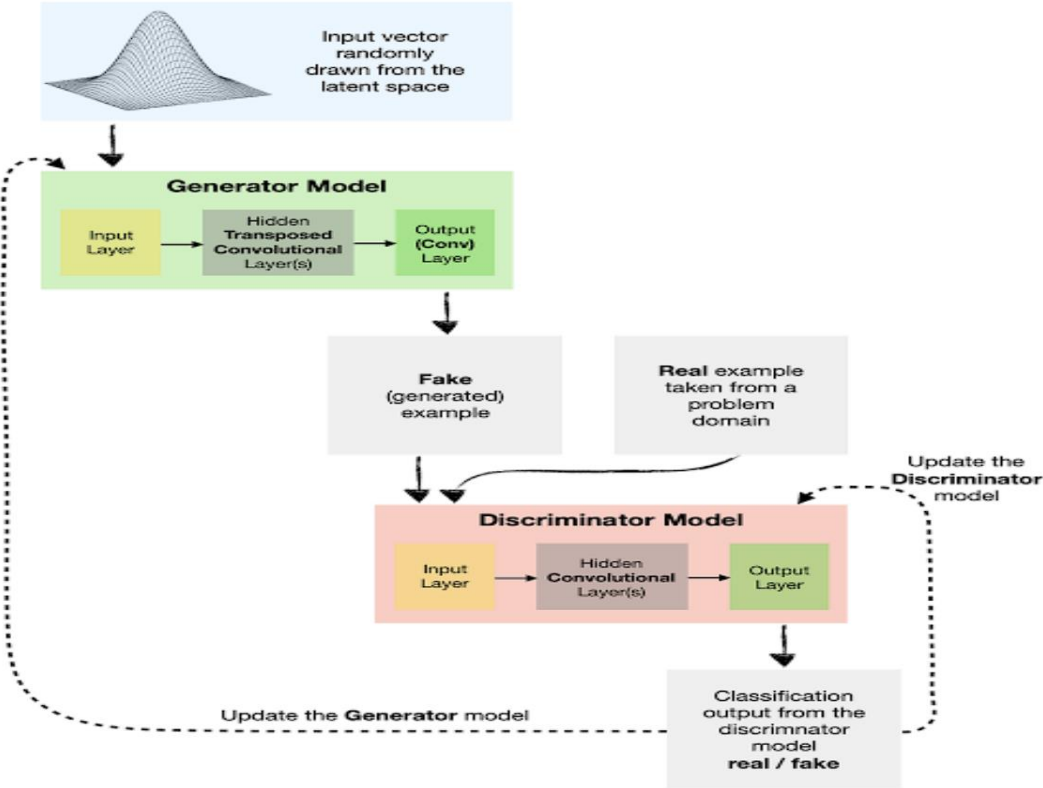 Input vector
randomly
drawn from the
latent space
Generator Model
Input
Layer
Hidden
Transposed
Convolutional
Layer(s)
Output
(Conv)
Layer
Fake
(generated)
example
Real example
taken from a
problem
domain
Update the
Discriminator
model
Discriminator Model
Input
Layer
Hidden
Convolutional
Layer(s)
Output
Layer
Update the Generator model
Classification
output from the
discrimnator
model
real / fake